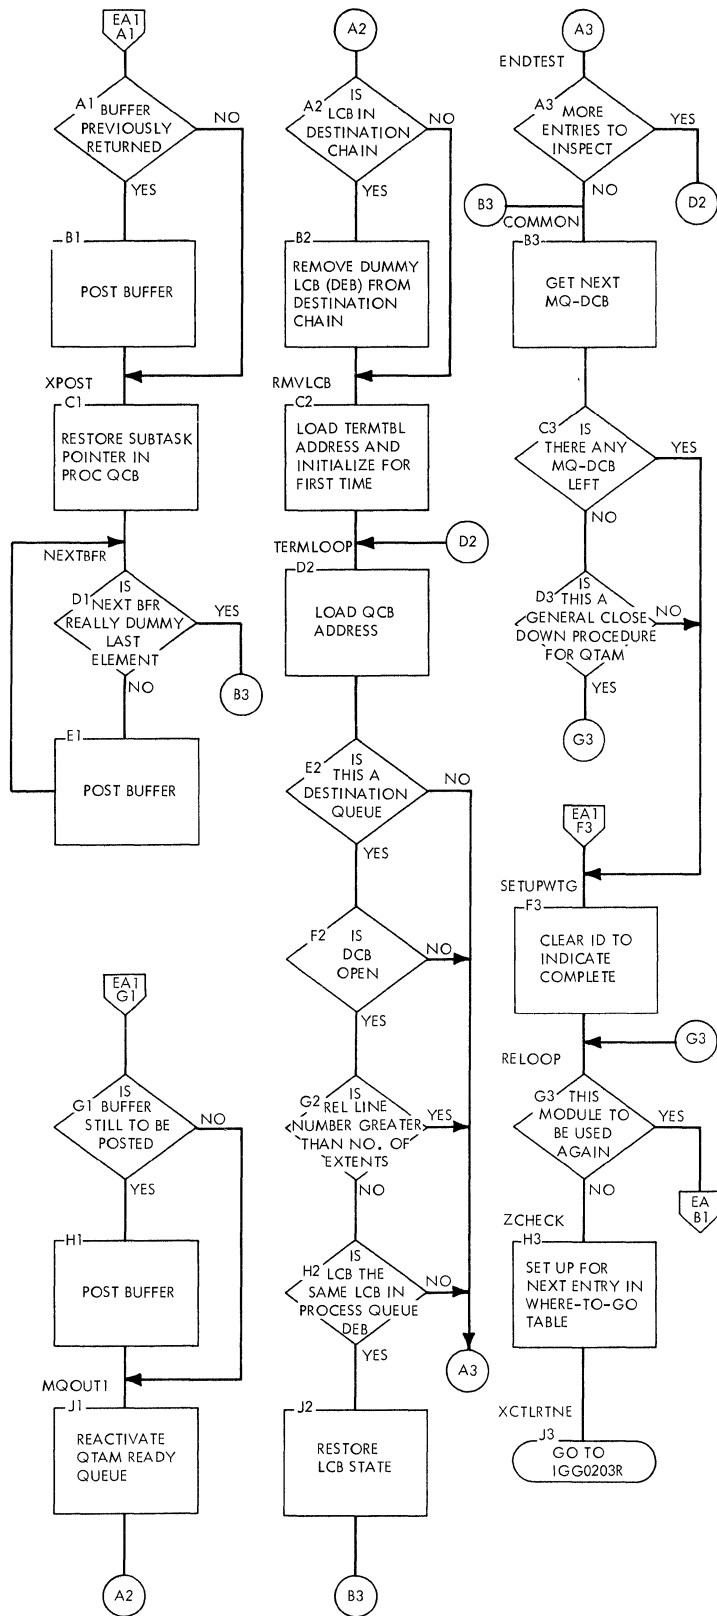 EA1
A1
A1
BUFFER
PREVIOUSLY
RETURNED
NO
YES
B1
POST BUFFER
XPOST
C1
RESTORE SUBTASK
POINTER IN
PROC QCB
NEXTBFR
IS
D1
NEXT BFR
REALLY DUMMY
LAST
ELEMENT
YES
NO
B3
E1
POST BUFFER
EA1
G1
IS
G1
BUFFER
STILL TO BE
POSTED
NO
YES
H1
POST BUFFER
MQOUT1
J1
REACTIVATE
QTAM READY
QUEUE
A2
A2
IS
A2
LCB IN
DESTINATION
CHAIN
NO
YES
B2
REMOVE DUMMY
LCB (DEB) FROM
DESTINATION
CHAIN
RMVLCB
C2
LOAD TERMTBL
ADDRESS AND
INITIALIZE FOR
FIRST TIME
TERMLOOP
D2
D2
LOAD QCB
ADDRESS
IS
E2
THIS A
DESTINATION
QUEUE
NO
YES
F2
IS
DCB
OPEN
NO
YES
IS
G2
REL LINE
NUMBER GREATER
THAN NO. OF
EXTENTS
YES
NO
IS
H2
LCB THE
SAME LCB IN
PROCESS QUEUE
DEB
NO
YES
A3
J2
RESTORE
LCB STATE
B3
A3
ENDTEST
A3
MORE
ENTRIES TO
INSPECT
YES
NO
D2
B3
COMMON
B3
GET NEXT
MQ-DCB
C3
IS
THERE ANY
MQ-DCB
LEFT
YES
NO
IS
D3
THIS A
GENERAL CLOSE
DOWN PROCEDURE
FOR QTAM
NO
YES
G3
EA1
F3
SETUPWTG
F3
CLEAR ID TO
INDICATE
COMPLETE
G3
RELOOP
IS
G3
THIS
MODULE TO
BE USED
AGAIN
YES
NO
EA
B1
ZCHECK
H3
SET UP FOR
NEXT ENTRY IN
WHERE-TO-GO
TABLE
XCTLRTNE
J3
GO TO
IGG0203R